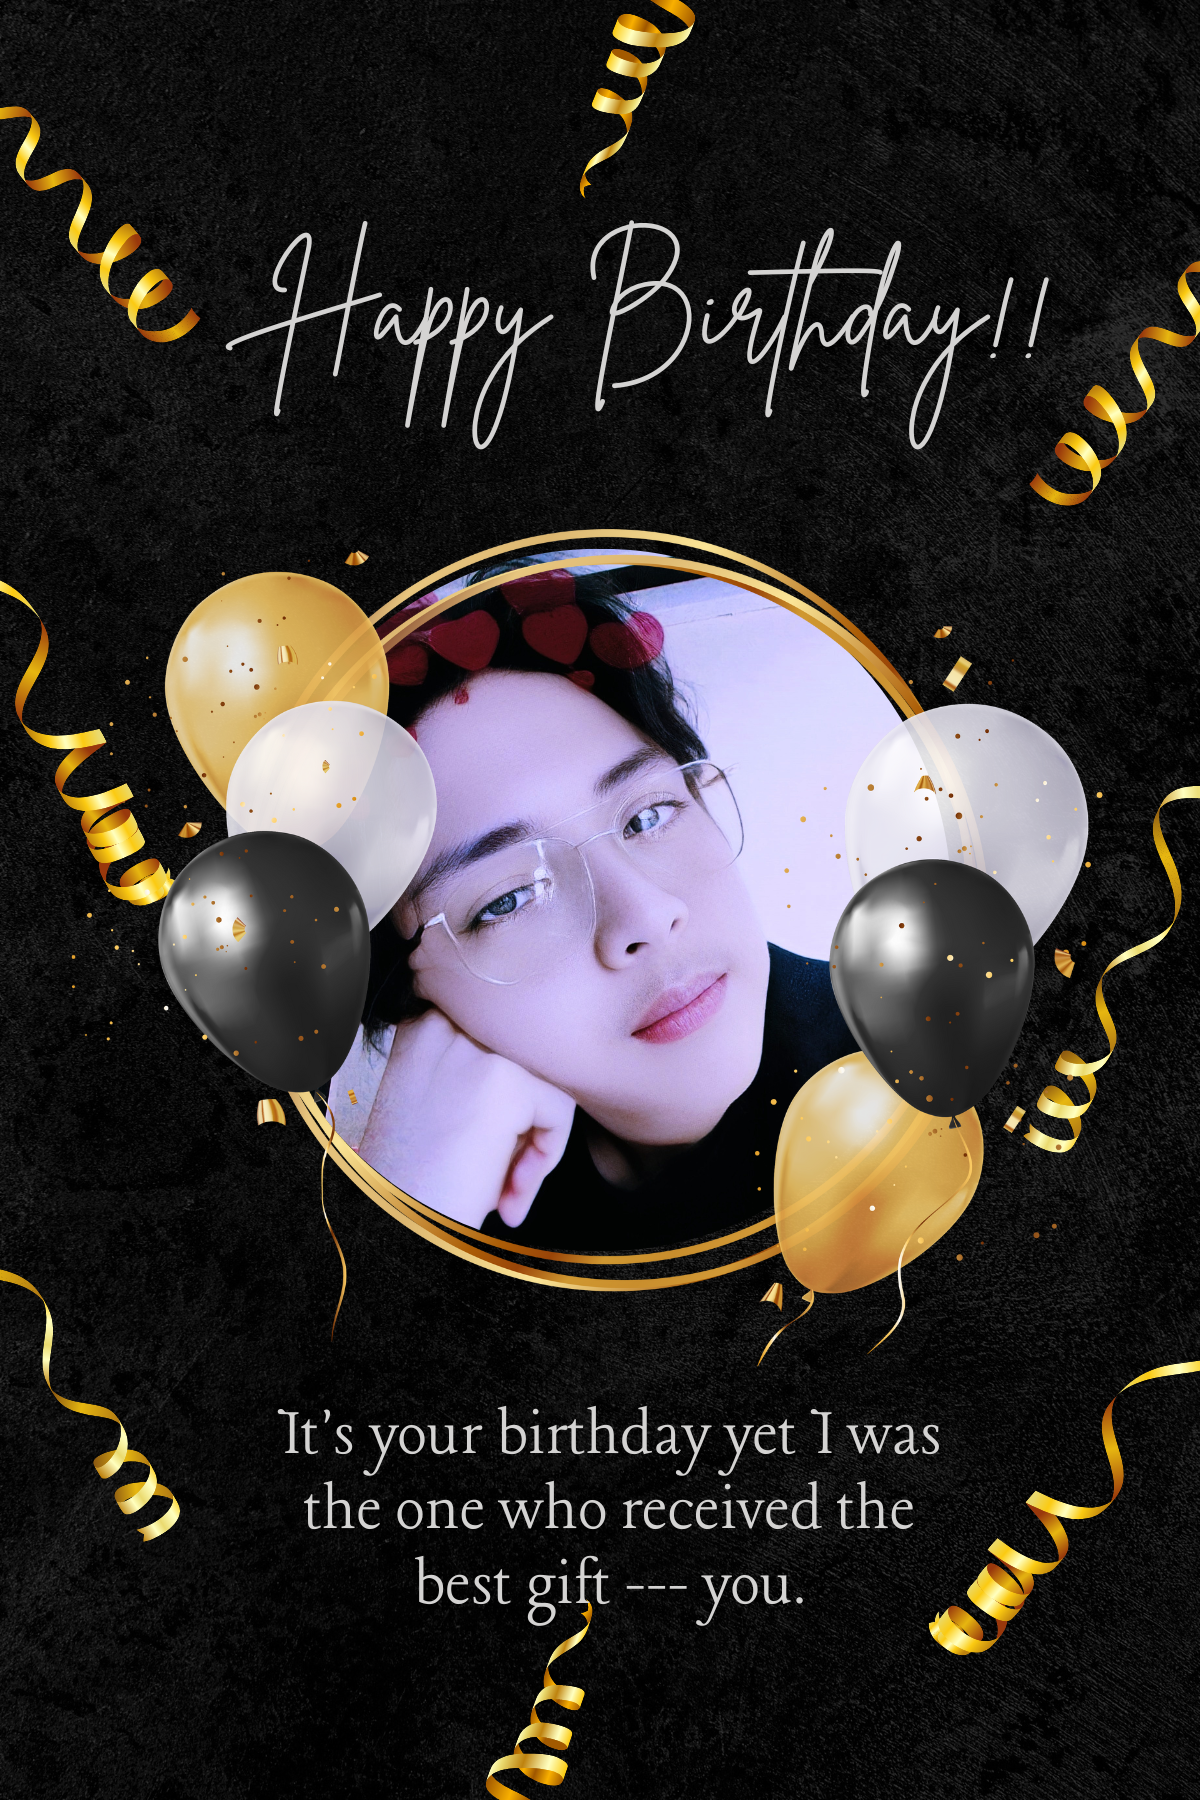 Happy Birthday!!
It's your birthday yet I was
the one who received the
best gift --- you.